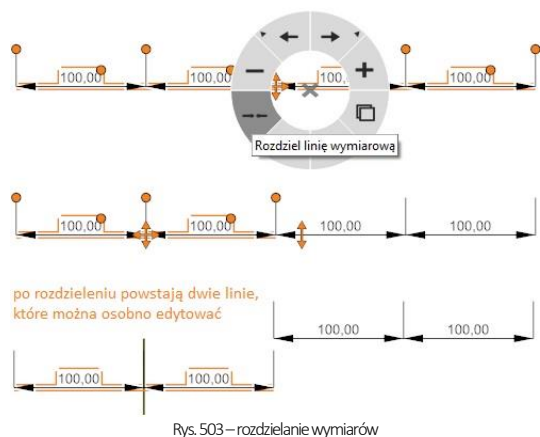 100,00 100,00 100,00 100,00
Rozdziel linię wymiarową
100,00 100,00 100,00 100,00
po rozdzieleniu powstają dwie linie,
które można osobno edytować
100,00 100,00
100,00 100,00
Rys. 503 – rozdzielanie wymiarów